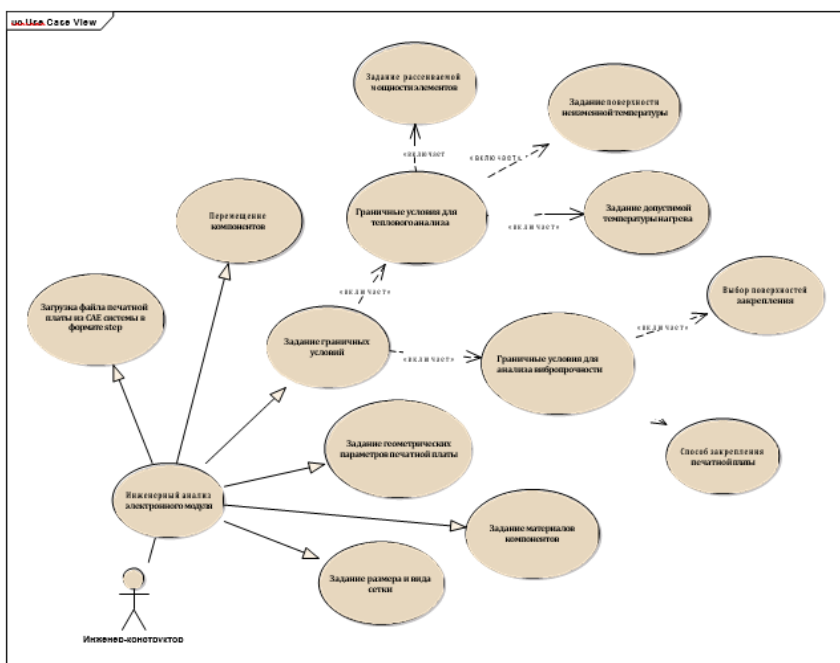 uc Use Case View
Задание рассеиваемой
мощности элементов
Задание поверхности
неизменной температуры
«включает
«включает»
Граничные условия для
теплового анализа
Задание допустимой
температуры нагрева
«включает»
Перемещение
компонентов
Загрузка файла печатной
платы из CAE системы в
формате step
«включает»
Выбор поверхностей
закрепления
«включает»
Задание граничных
условий
«включает»
Граничные условия для
анализа вибропрочности
Задание геометрических
параметров печатной платы
Способ закрепления
печатной платы
Инженерный анализ
электронного модуля
Задание материалов
компонентов
Задание размера и вида
сетки
Инженер-конструктор